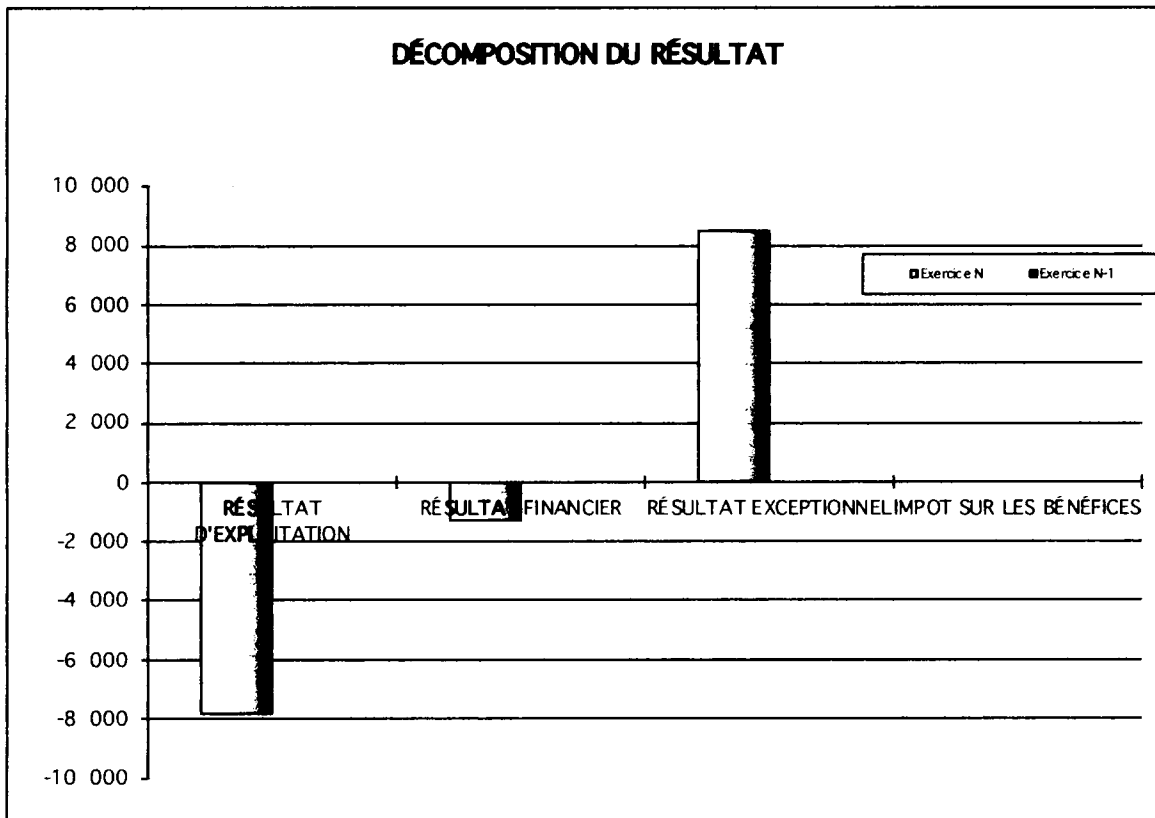 DÉCOMPOSITION DU RÉSULTAT
10 000
8 000
Exercice N Exercice N-1
6 000
4 000
2 000
0
RÉSULTAT D'EXPLOITATION
RÉSULTAT FINANCIER
RÉSULTAT EXCEPTIONNEL
IMPOT SUR LES BÉNÉFICES
-2 000
-4 000
-6 000
-8 000
-10 000